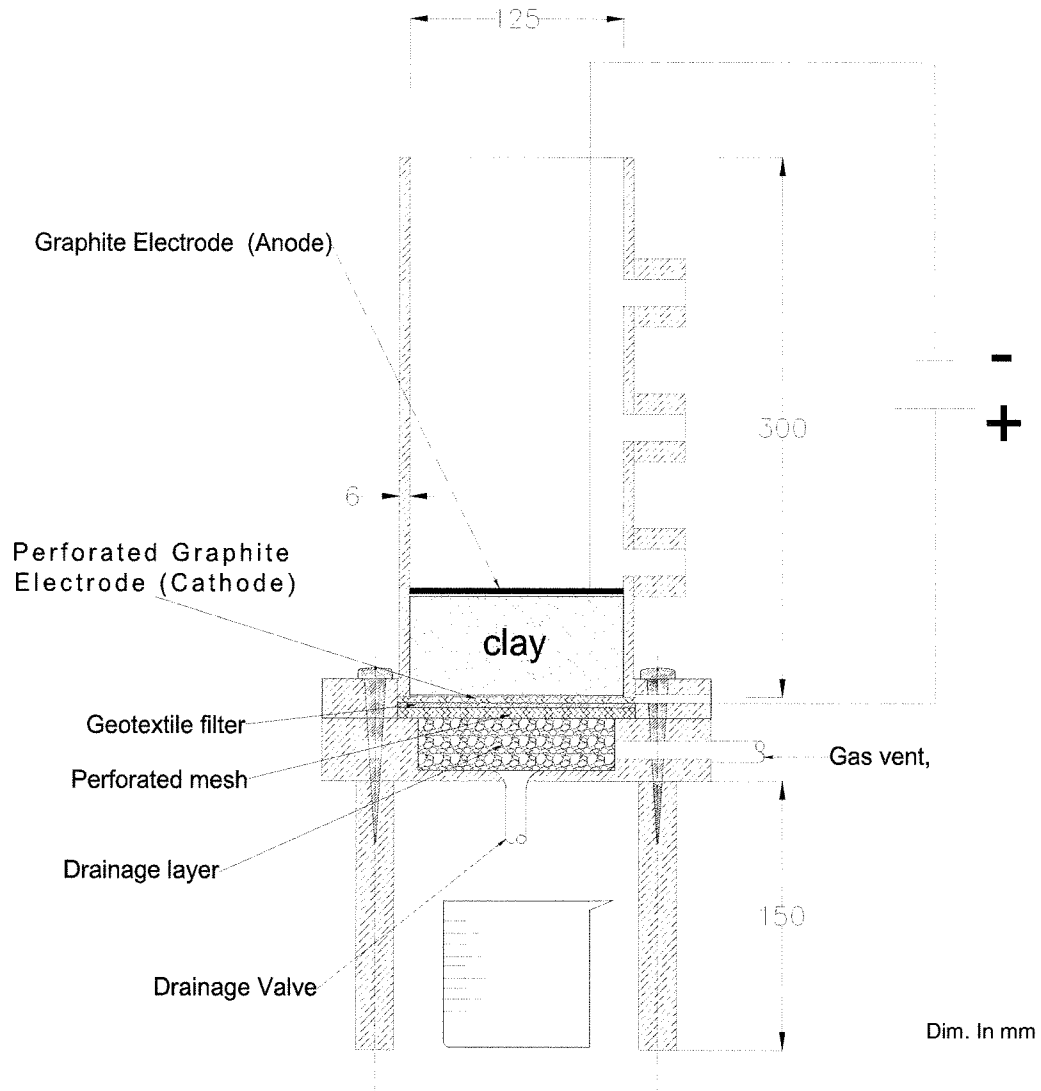 125
Graphite Electrode (Anode)
-
+
300
6
Perforated Graphite
Electrode (Cathode)
clay
Geotextile filter
Perforated mesh
Gas vent,
Drainage layer
150
Drainage Valve
Dim. In mm